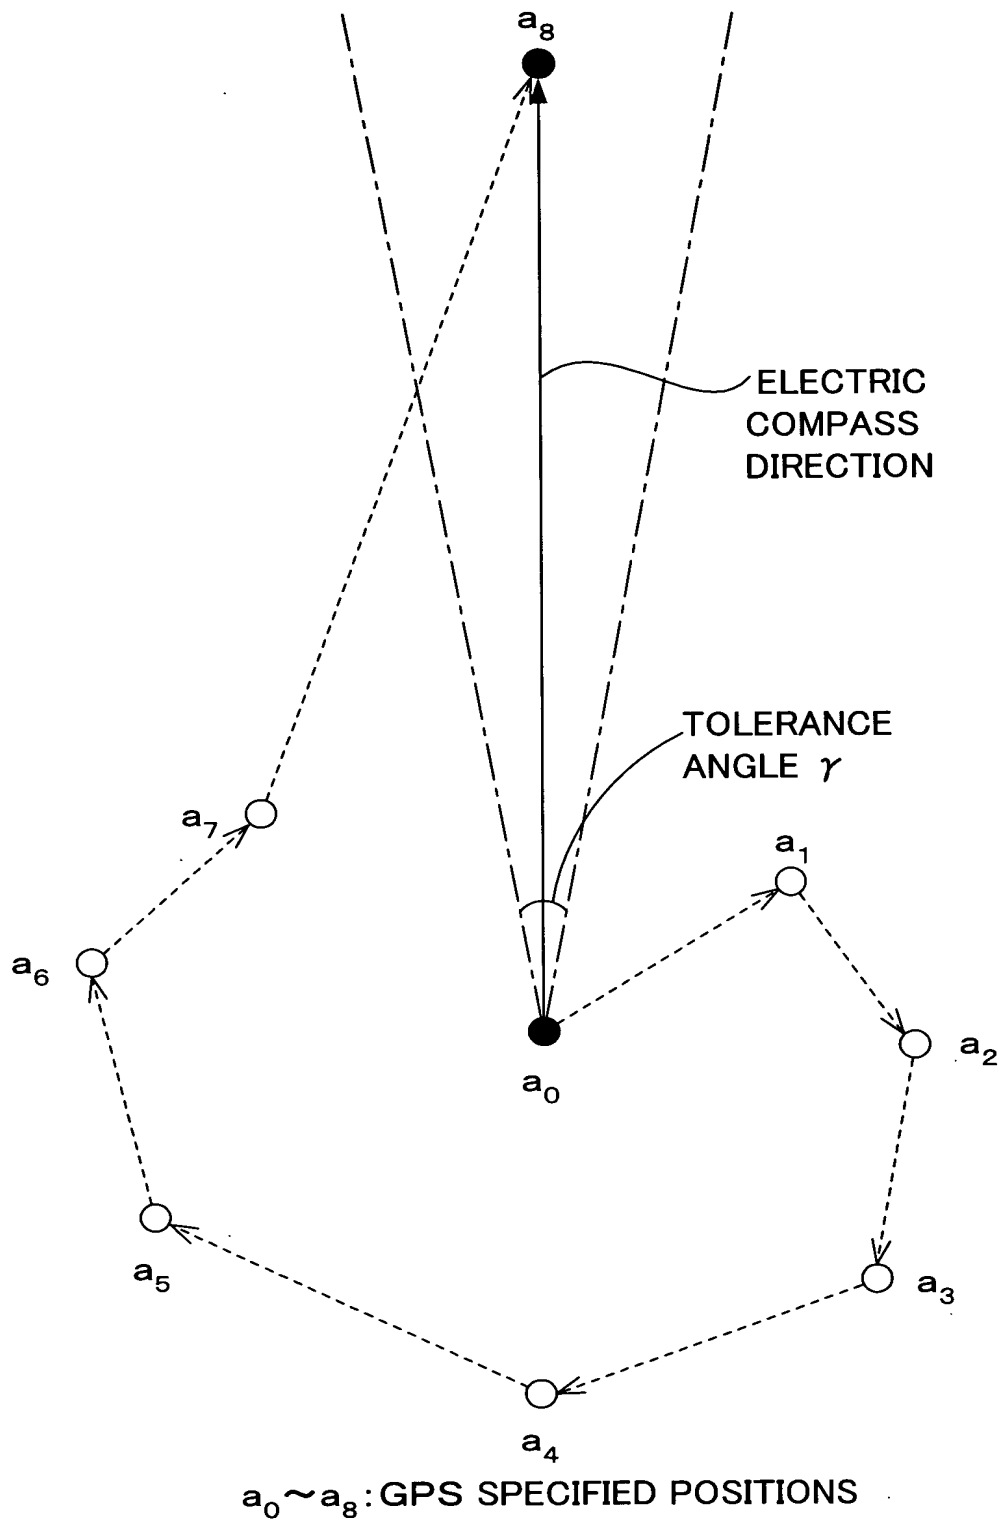 a8
ELECTRIC
COMPASS
DIRECTION
TOLERANCE
ANGLE γ
a7
a1
a6
a2
a0
a5
a3
a4
a0~a8:GPS SPECIFIED POSITIONS